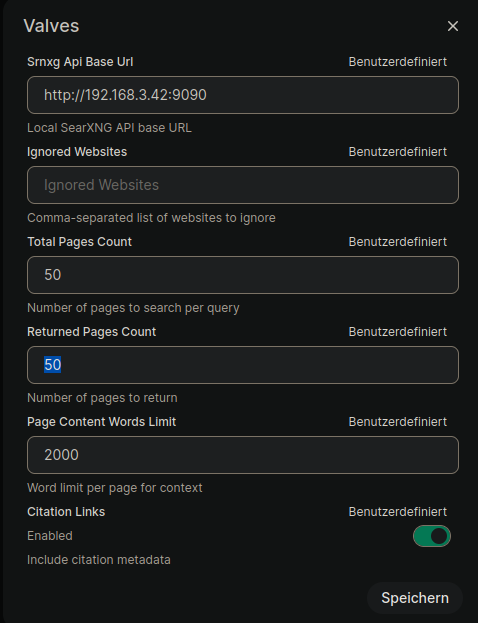 Valves
Srnxg Api Base Url Benutzerdefiniert
http://192.168.3.42:9090
Local SearXNG API base URL
Ignored Websites Benutzerdefiniert
Ignored Websites
Comma-separated list of websites to ignore
Total Pages Count Benutzerdefiniert
50
Number of pages to search per query
Returned Pages Count Benutzerdefiniert
50
Number of pages to return
Page Content Words Limit Benutzerdefiniert
2000
Word limit per page for context
Citation Links Benutzerdefiniert
Enabled
Include citation metadata
Speichern